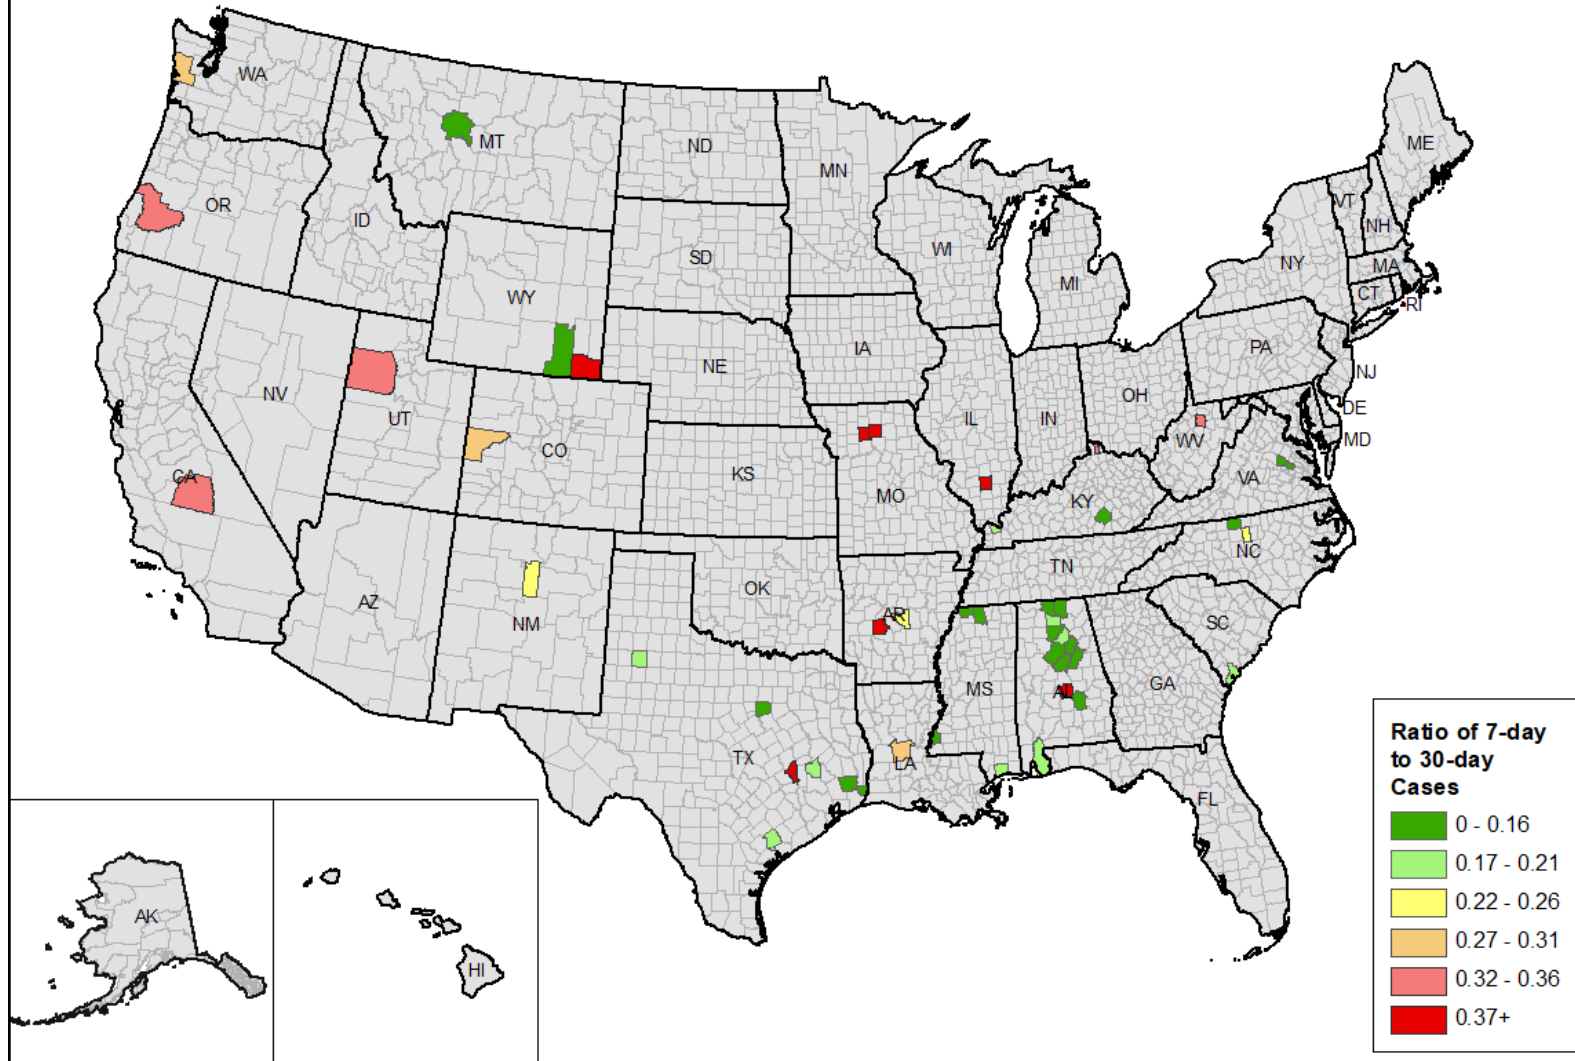 WA
MT
ND
MN
ME
OR
ID
SD
WI
VT
NH
NY
MA
MI
CT
RI
WY
IA
NE
PA
NJ
NV
UT
CO
IL
IN
OH
DE
MD
WV
VA
CA
KS
MO
KY
NC
TN
AZ
NM
OK
AR
SC
MS
AL
GA
TX
LA
FL
AK
HI
Ratio of 7-day
to 30-day
Cases
0 - 0.16
0.17 - 0.21
0.22 - 0.26
0.27 - 0.31
0.32 - 0.36
0.37+